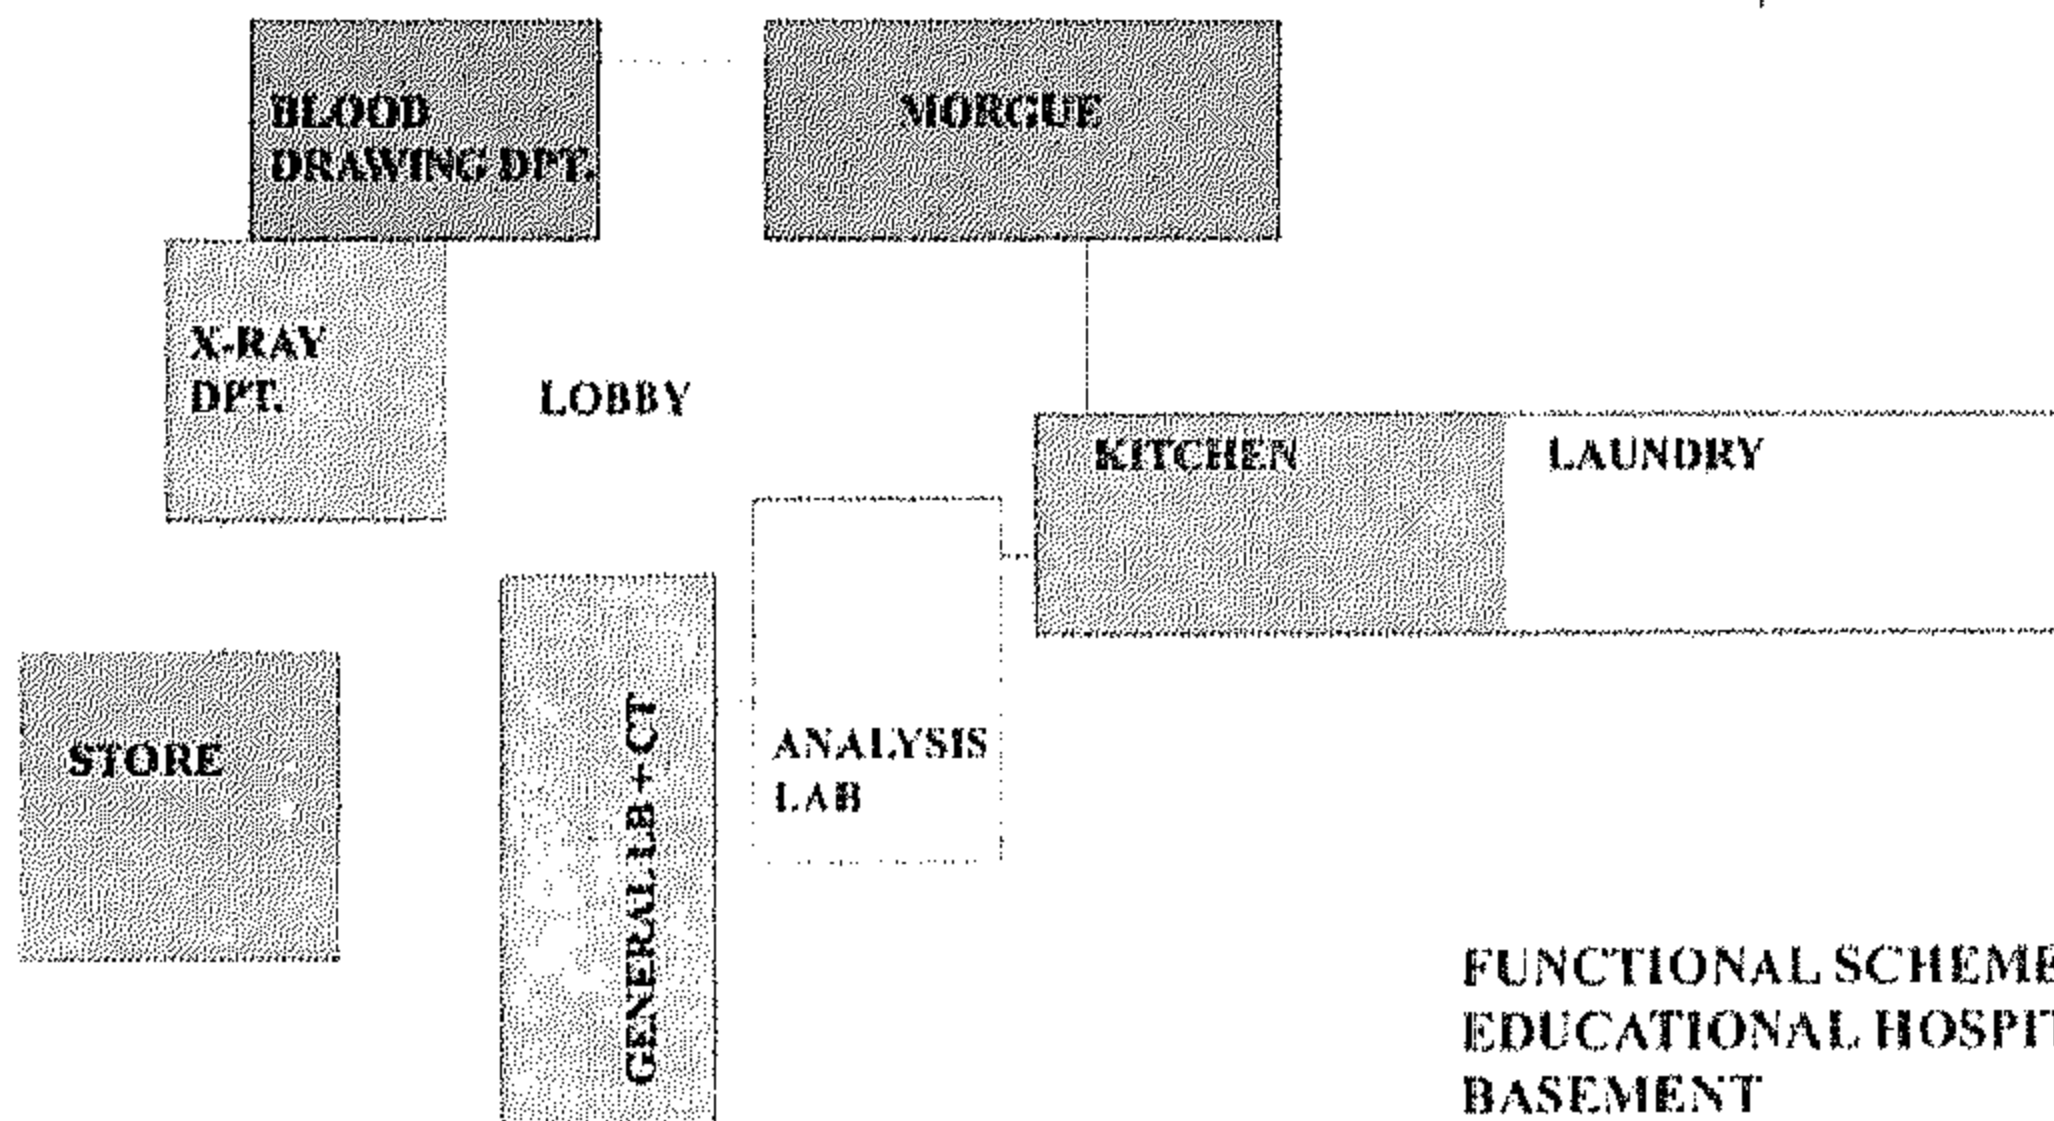 BLOOD
DRAWING DPT.
MORGUE
X-RAY
DPT.
LOBBY
KITCHEN
LAUNDRY
STORE
ANALYSIS
LAB
GENERAL LB+CT
FUNCTIONAL SCHEME
EDUCATIONAL HOSPIT
BASEMENT